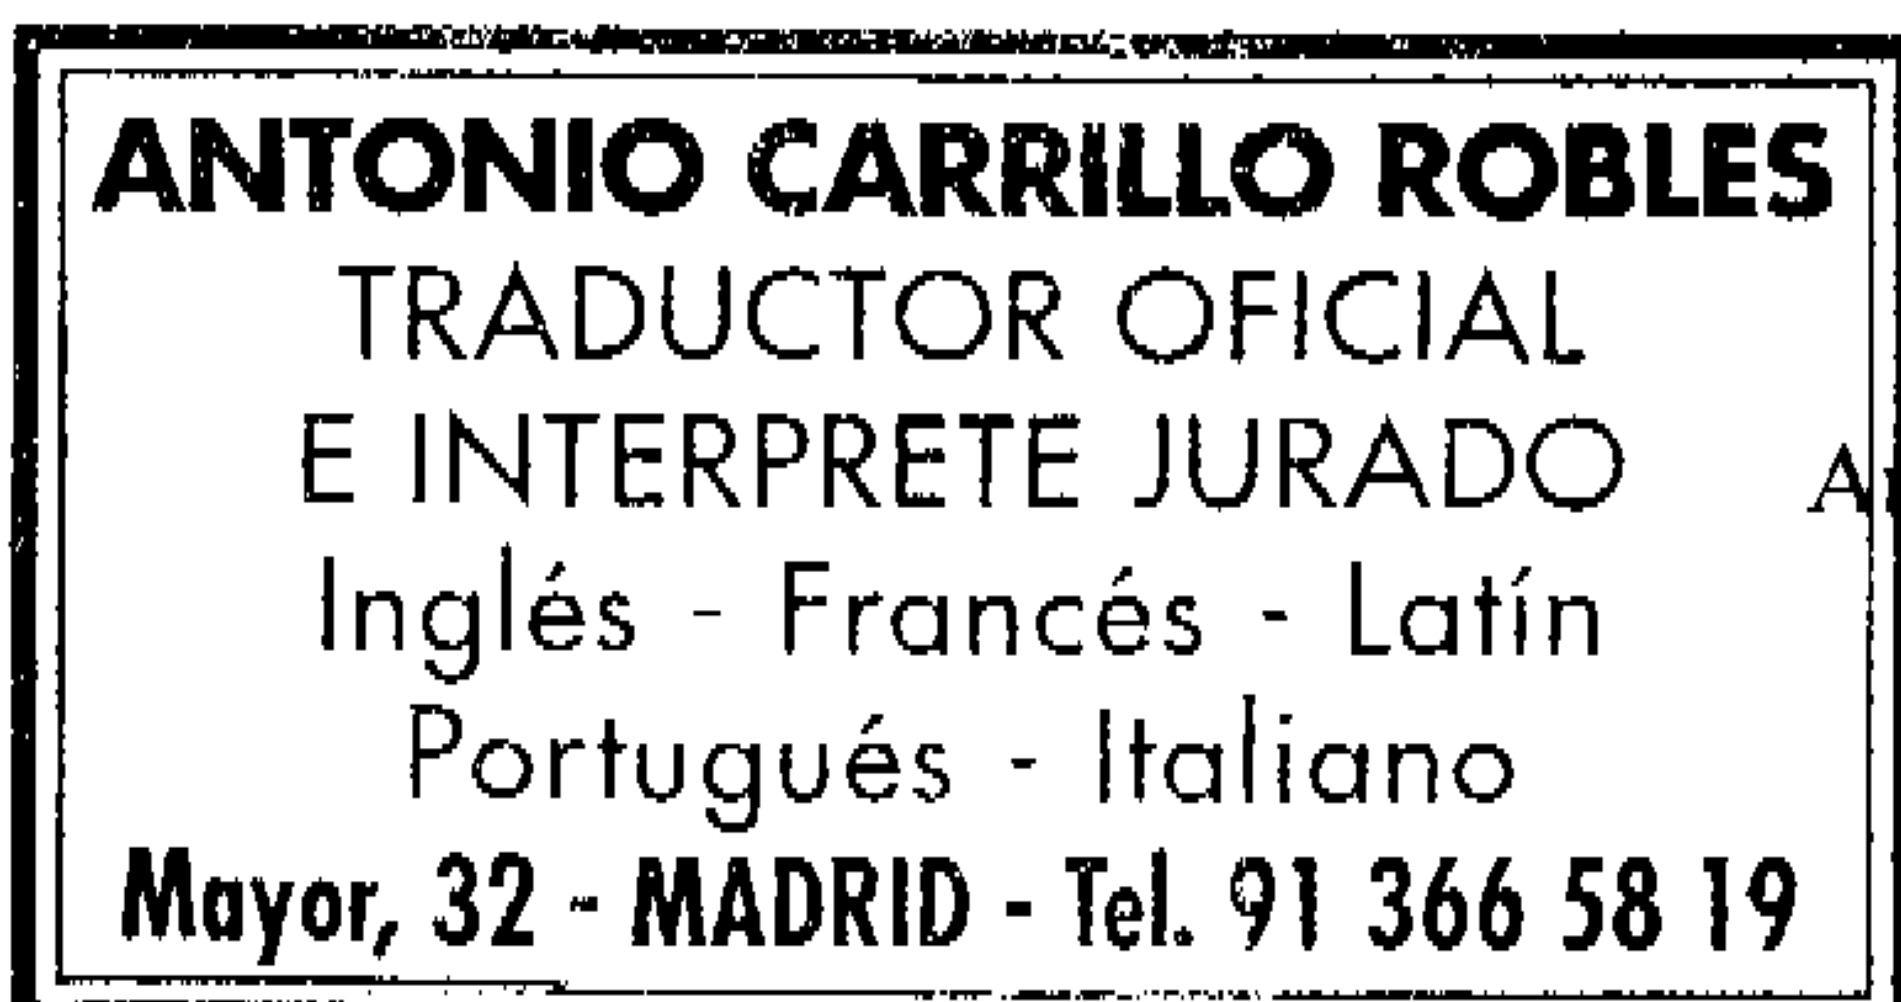 ANTONIO CARRILLO ROBLES
TRADUCTOR OFICIAL
E INTERPRETE JURADO
Inglés - Francés - Latín
Portugués - Italiano
Mayor, 32 - MADRID - Tel. 91 366 58 19